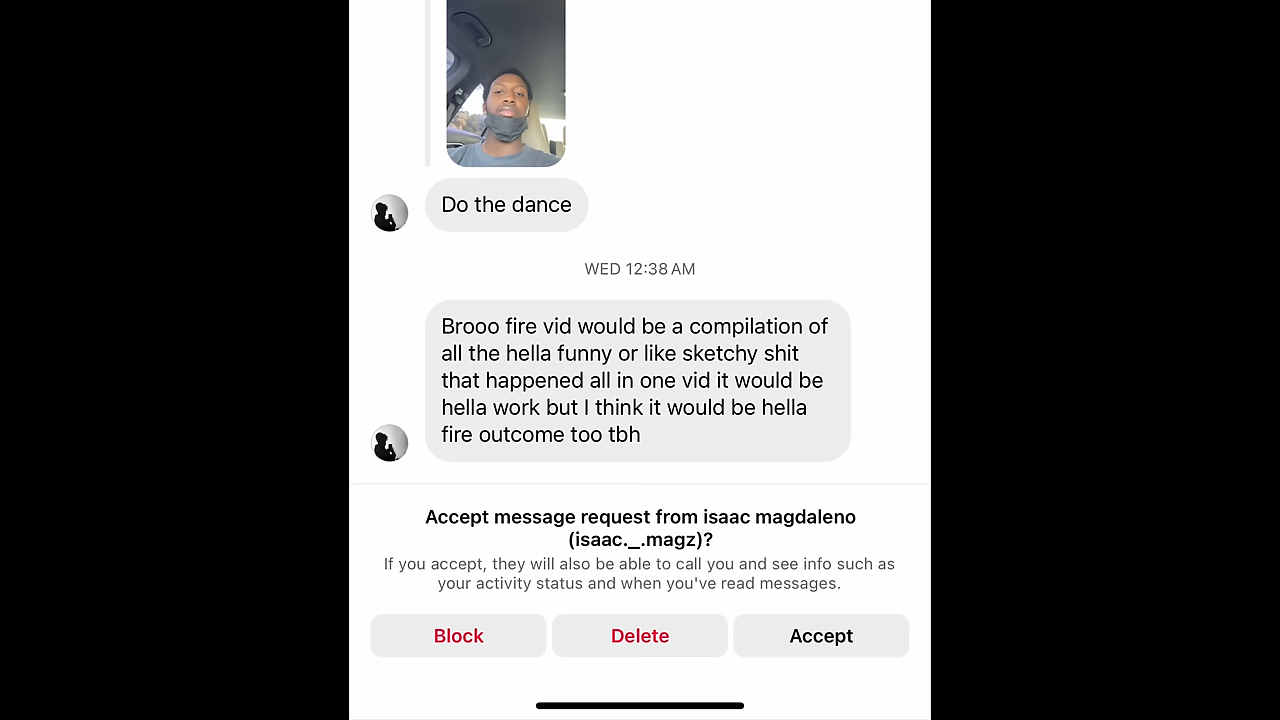 Do the dance
WED 12:38 AM
Brooo fire vid would be a compilation of
all the hella funny or like sketchy shit
that happened all in one vid it would be
hella work but I think it would be hella
fire outcome too tbh
Accept message request from isaac magdaleno
(isaac._.magz)?
If you accept, they will also be able to call you and see info such as
your activity status and when you've read messages.
Block
Delete
Accept